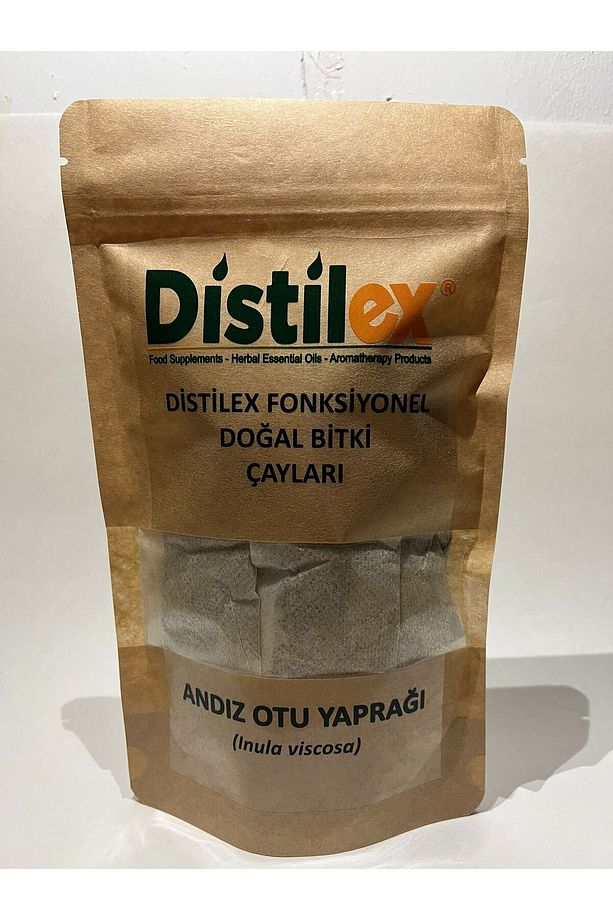 Distilex®
Food Supplements - Herbal Essential Oils - Aromatherapy Products
DİSTİLEX FONKSİYONEL
DOĞAL BİTKİ
ÇAYLARI
ANDIZ OTU YAPRAĞI
(Inula viscosa)